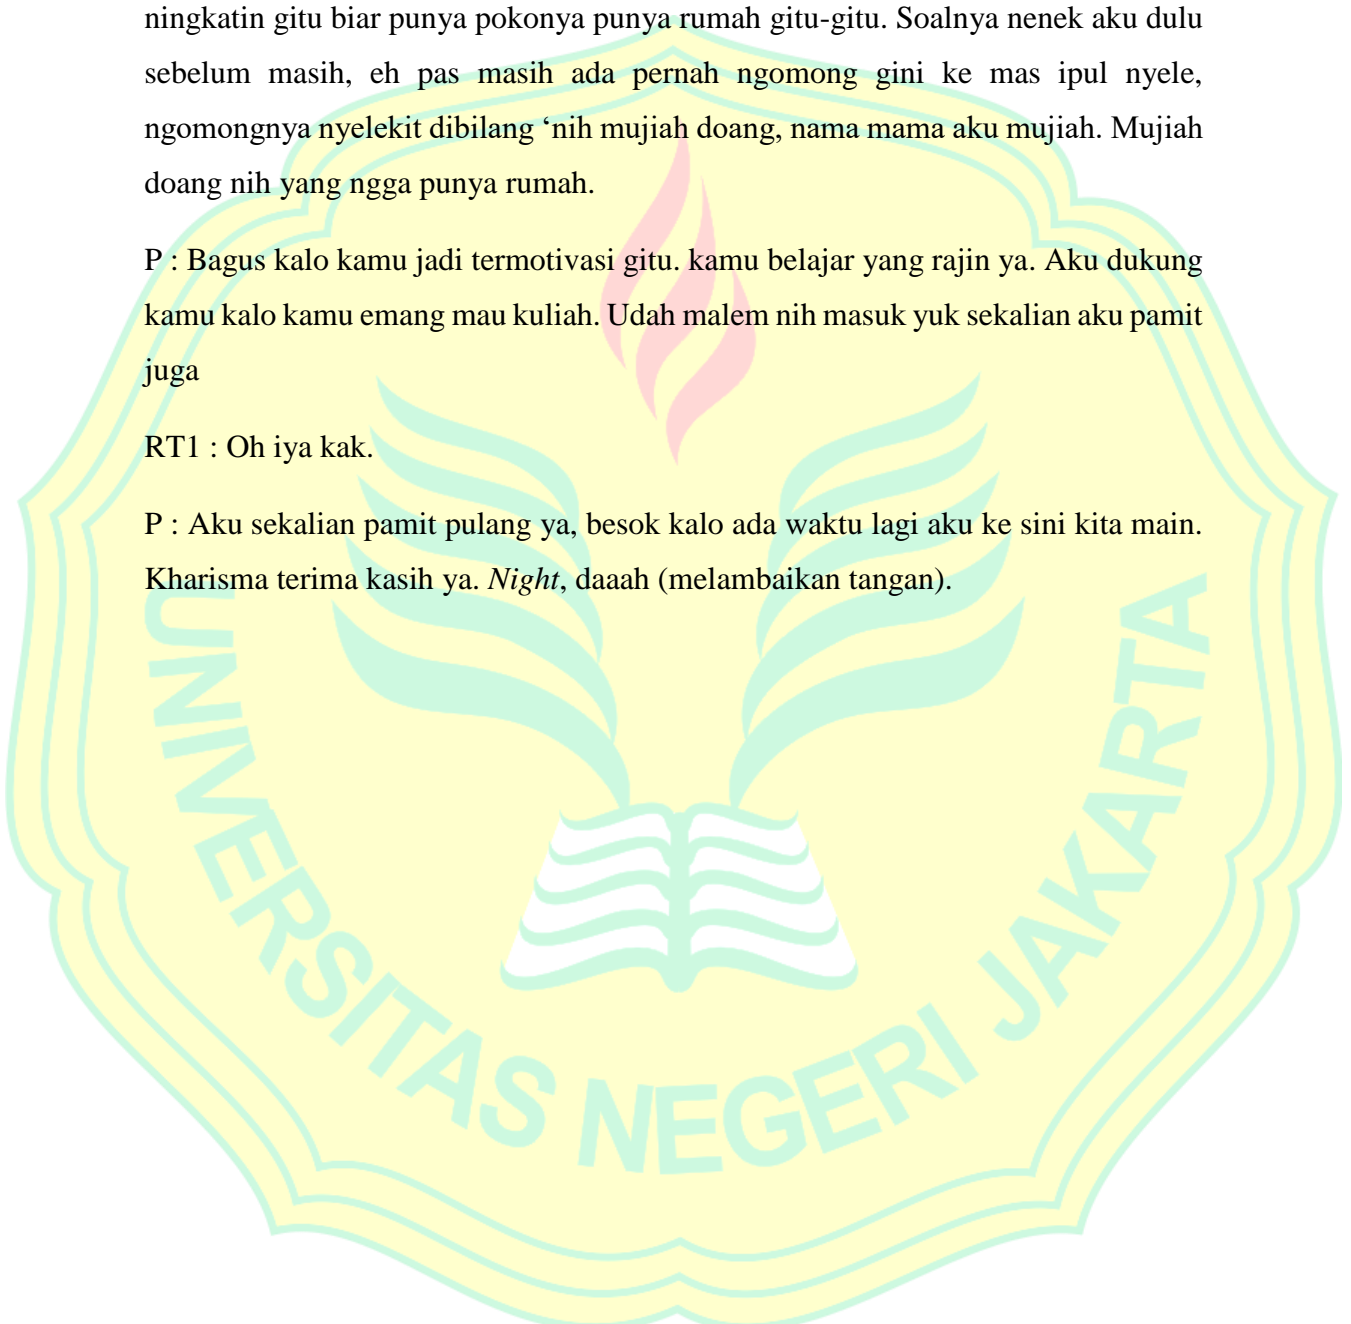 ningkatin gitu biar punya pokonya punya rumah gitu-gitu. Soalnya nenek aku dulu
sebelum masih, eh pas masih ada pernah ngomong gini ke mas ipul nyele,
ngomongnya nyelekit dibilang ‘nih mujiah doang, nama mama aku mujiah. Mujiah
doang nih yang ngga punya rumah.
P : Bagus kalo kamu jadi termotivasi gitu. kamu belajar yang rajin ya. Aku dukung
kamu kalo kamu emang mau kuliah. Udah malem nih masuk yuk sekalian aku pamit
juga
RT1 : Oh iya kak.
P : Aku sekalian pamit pulang ya, besok kalo ada waktu lagi aku ke sini kita main.
Kharisma terima kasih ya. Night, daaah (melambaikan tangan).
UNIVERSITAS NEGERI JAKARTA